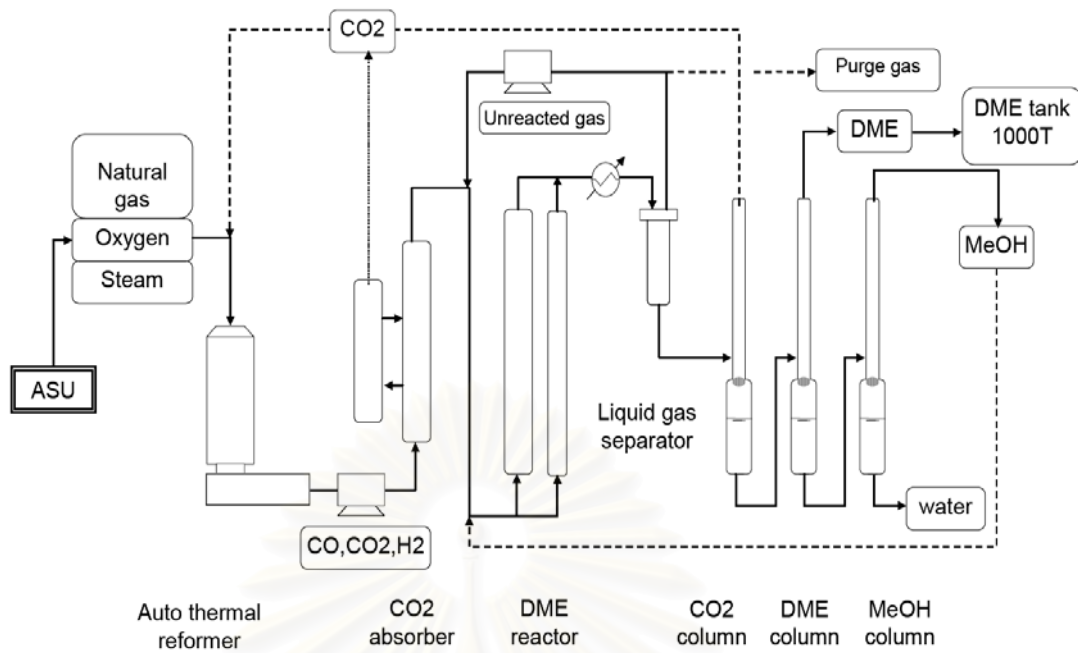 CO2
Purge gas
Unreacted gas
DME
DME tank
1000T
Natural
gas
Oxygen
Steam
MeOH
ASU
Liquid gas
separator
water
CO,CO2,H2
Auto thermal
reformer
CO2
absorber
DME
reactor
CO2
column
DME
column
MeOH
column